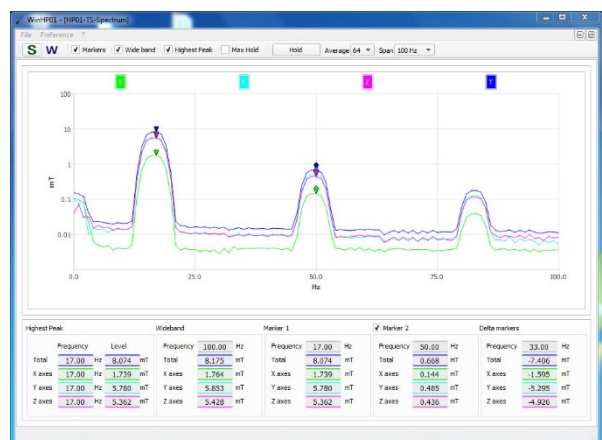 WinHP01 - [HP01-TS-Spectrum]
File Preference ?
S W Markers Wide band Highest Peak Max Hold Hold Average 64 Span 100 Hz
X Y Z T
100
10
1
0.1
0.01
mT
0.0 25.0 50.0 75.0 100.0
Hz
Highest Peak Wideband Marker 1 Marker 2 Delta markers
Frequency Level Frequency 100.00 Hz Frequency 17.00 Hz Frequency 50.00 Hz Frequency 33.00 Hz
Total 17.00 Hz 8.074 mT Total 8.175 mT Total 8.074 mT Total 0.668 mT Total -7.406 mT
X axes 17.00 Hz 1.739 mT X axes 1.764 mT X axes 1.739 mT X axes 0.144 mT X axes -1.595 mT
Y axes 17.00 Hz 5.780 mT Y axes 5.853 mT Y axes 5.780 mT Y axes 0.485 mT Y axes -5.295 mT
Z axes 17.00 Hz 5.362 mT Z axes 5.428 mT Z axes 5.362 mT Z axes 0.436 mT Z axes -4.926 mT